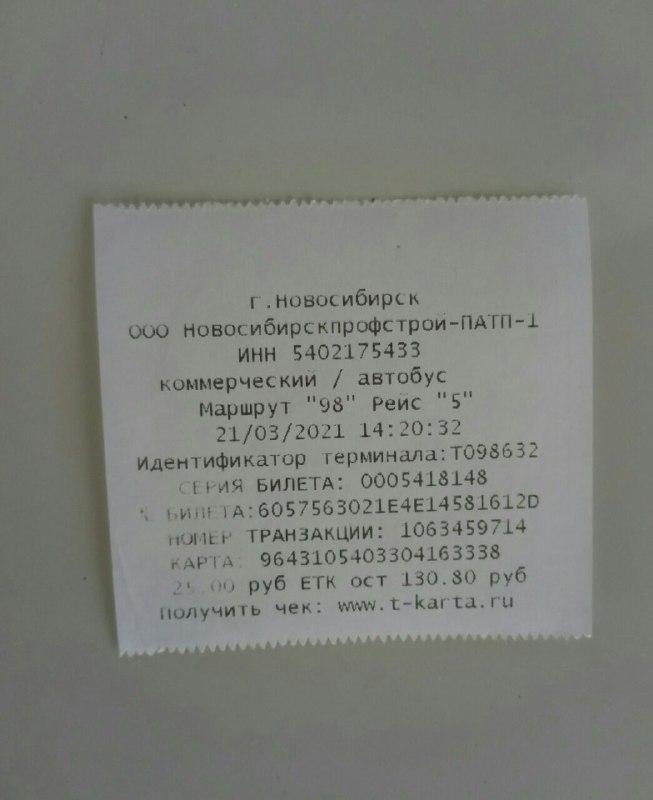 г.Новосибирск
ООО Новосибирскпрофстрой-ПАТП-1
ИНН 5402175433
коммерческий / автобус
Маршрут "98" Рейс "5"
21/03/2021 14:20:32
Идентификатор терминала:T098632
СЕРИЯ БИЛЕТА: 0005418148
БИЛЕТА:6057563021E4E14581612D
НОМЕР ТРАНЗАКЦИИ: 1063459714
КАРТА: 9643105403304163338
25.00 руб ЕТК ост 130.80 руб
Получить чек: www.t-karta.ru